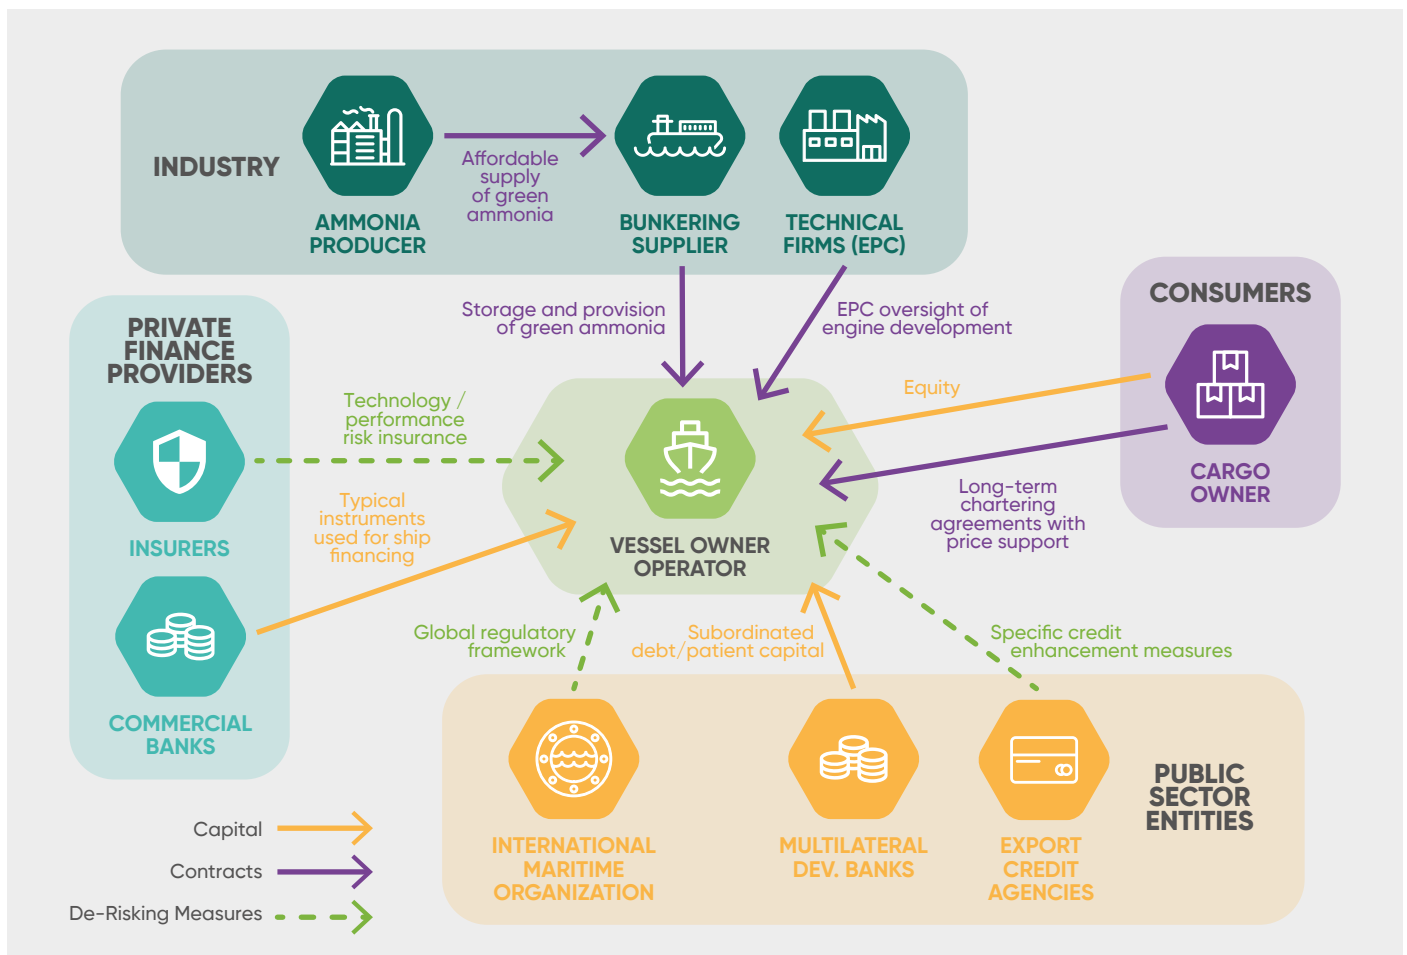 INDUSTRY
AMMONIA
PRODUCER
Affordable
supply
of green
ammonia
BUNKERING
SUPPLIER
TECHNICAL
FIRMS (EPC)
Storage and provision
of green ammonia
EPC oversight of
engine development
CONSUMERS
CARGO
OWNER
Equity
Long-term
chartering
agreements with
price support
PRIVATE
FINANCE
PROVIDERS
INSURERS
COMMERCIAL
BANKS
Technology /
performance
risk insurance
Typical
instruments
used for ship
financing
VESSEL OWNER
OPERATOR
Global regulatory
framework
Subordinated
debt/patient capital
Specific credit
enhancement measures
INTERNATIONAL
MARITIME
ORGANIZATION
MULTILATERAL
DEV. BANKS
EXPORT
CREDIT
AGENCIES
PUBLIC
SECTOR
ENTITIES
Capital
Contracts
De-Risking Measures